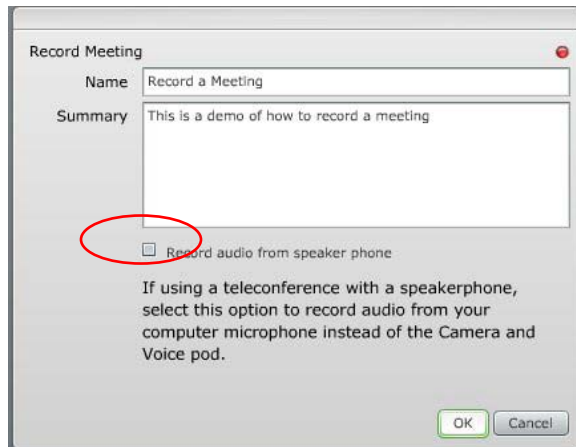 Record Meeting
Name Record a Meeting
Summary This is a demo of how to record a meeting
Record audio from speaker phone
If using a teleconference with a speakerphone,
select this option to record audio from your
computer microphone instead of the Camera and
Voice pod.
OK Cancel